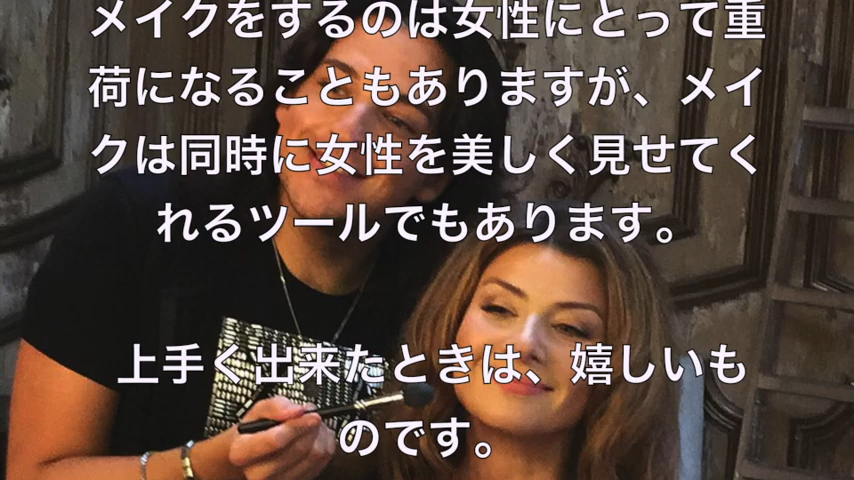 メイクをするのは女性にとって重
荷になることもありますが、メイ
クは同時に女性を美しく見せてく
れるツールでもあります。
上手く出来たときは、嬉しいも
のです。